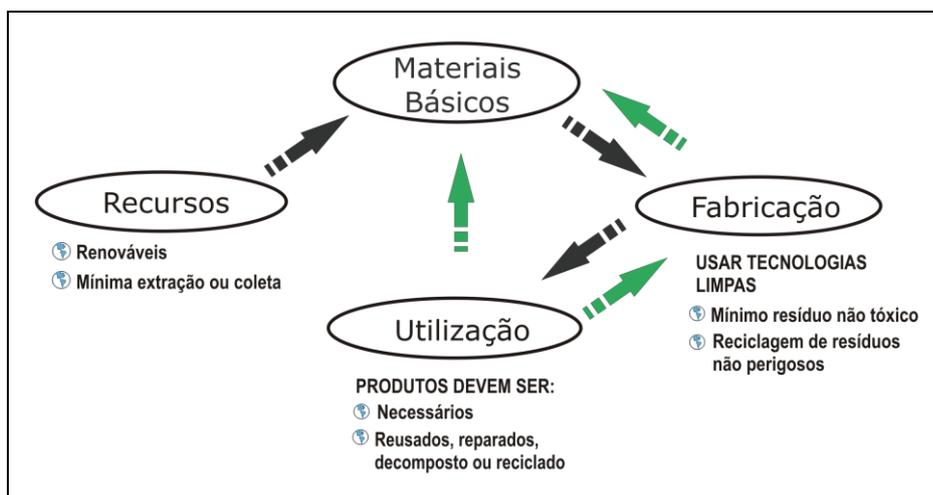 Materiais
Básicos
Recursos
Renováveis
Mínima extração ou coleta
Fabricação
USAR TECNOLOGIAS
LIMPAS
Mínimo resíduo não tóxico
Reciclagem de resíduos
não perigosos
Utilização
PRODUTOS DEVEM SER:
Necessários
Reusados, reparados,
decomposto ou reciclado